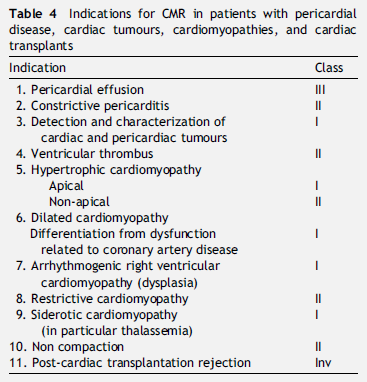 Table 4 Indications for CMR in patients with pericardial
disease, cardiac tumours, cardiomyopathies, and cardiac
transplants
Indication Class
1. Pericardial effusion III
2. Constrictive pericarditis II
3. Detection and characterization of I
cardiac and pericardiac tumours
4. Ventricular thrombus II
5. Hypertrophic cardiomyopathy
Apical I
Non-apical II
6. Dilated cardiomyopathy
Differentiation from dysfunction I
related to coronary artery disease
7. Arrhythmogenic right ventricular I
cardiomyopathy (dysplasia)
8. Restrictive cardiomyopathy II
9. Siderotic cardiomyopathy I
(in particular thalassemia)
10. Non compaction II
11. Post-cardiac transplantation rejection Inv